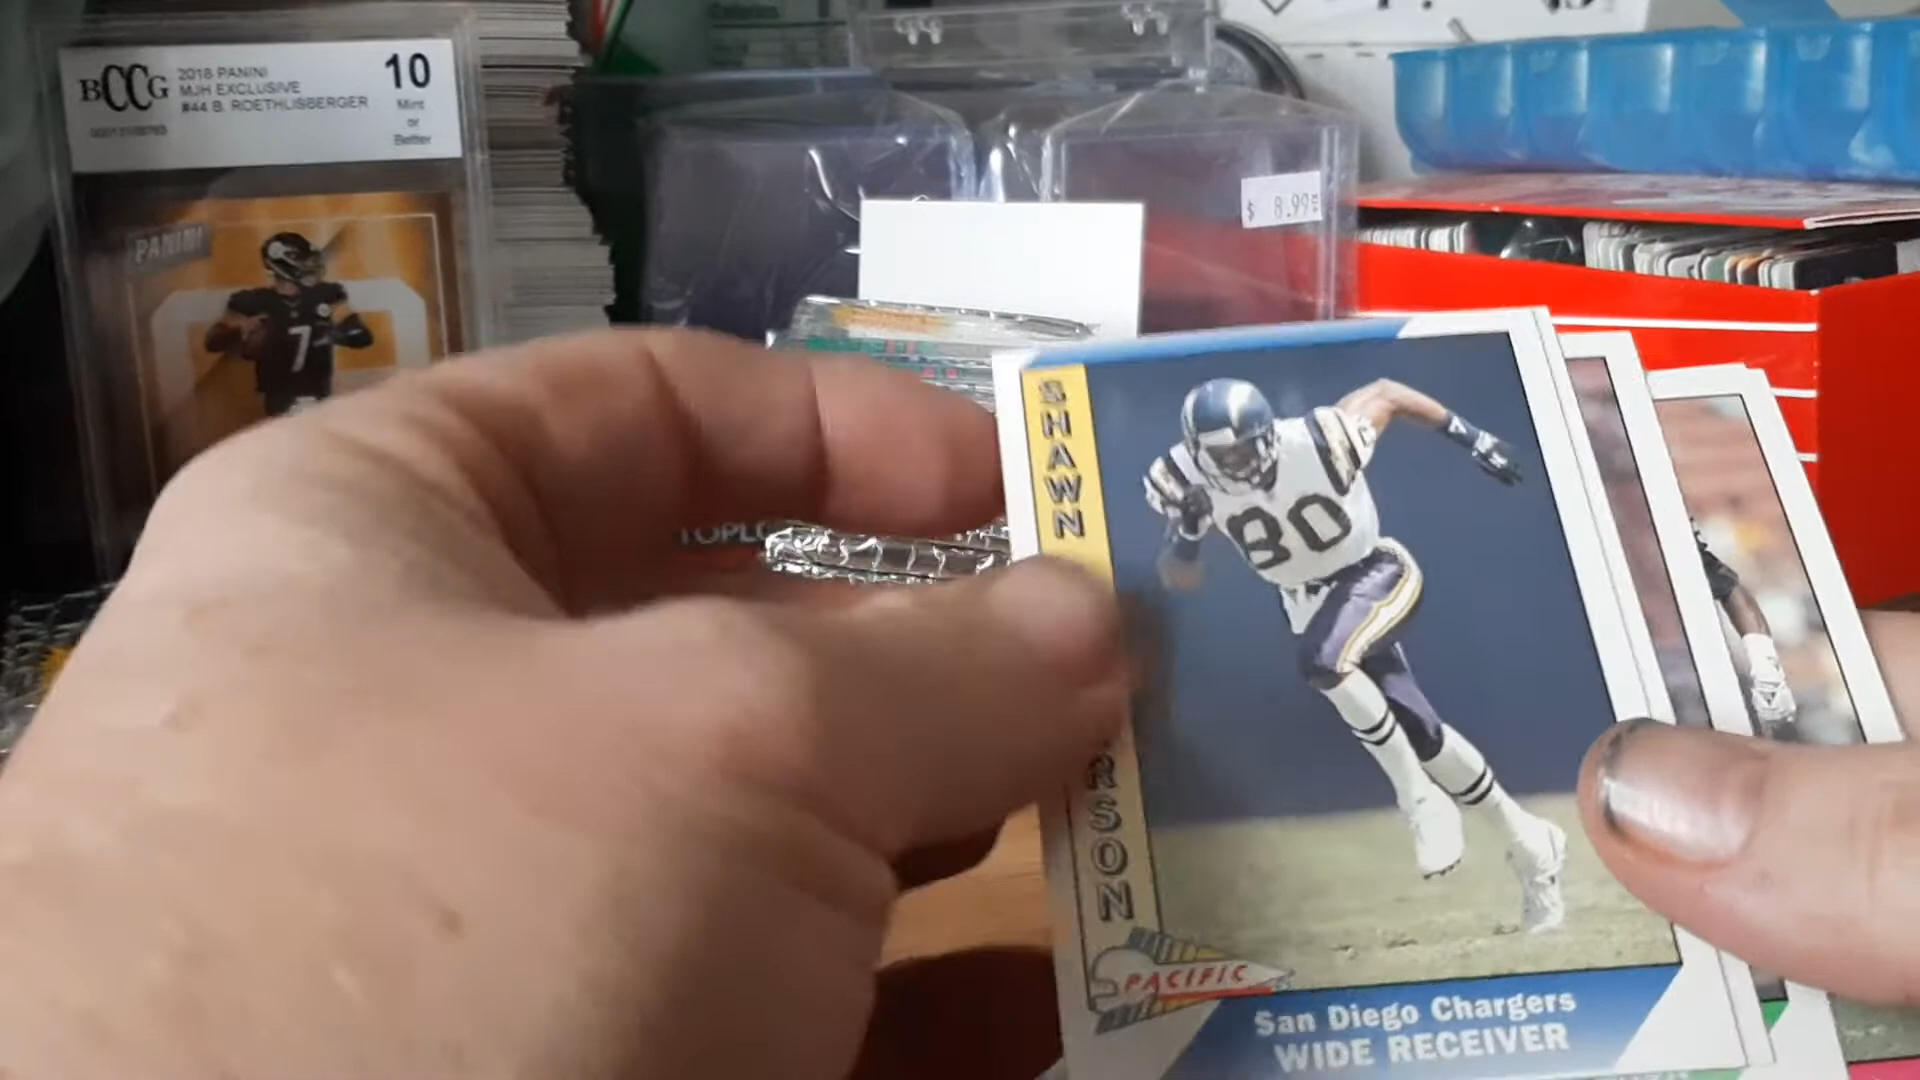 BCCG
2018 PANINI
MJH EXCLUSIVE
#44 B. ROETHLISBERGER
10
Mint
or
Better
PANINI
7
$ 8.99
TOPL
SHAWN
80
RSON
PACIFIC
San Diego Chargers
WIDE RECEIVER